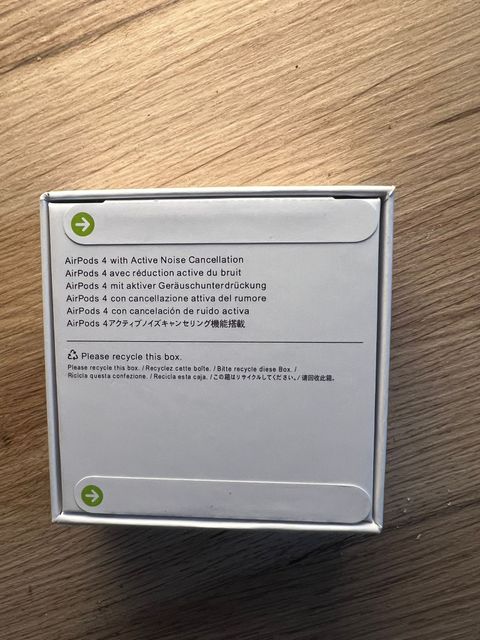 AirPods 4 with Active Noise Cancellation
AirPods 4 avec réduction active du bruit
AirPods 4 mit aktiver Geräuschunterdrückung
AirPods 4 con cancellazione attiva del rumore
AirPods 4 con cancelación de ruido activa
AirPods 4アクティブノイズキャンセリング機能搭載
Please recycle this box.
Please recycle this box. / Recyclez cette boîte. / Bitte recycle diese Box. /
Ricicla questa confezione. / Recicla esta caja. / この箱はリサイクルしてください。/ 请回收此箱。